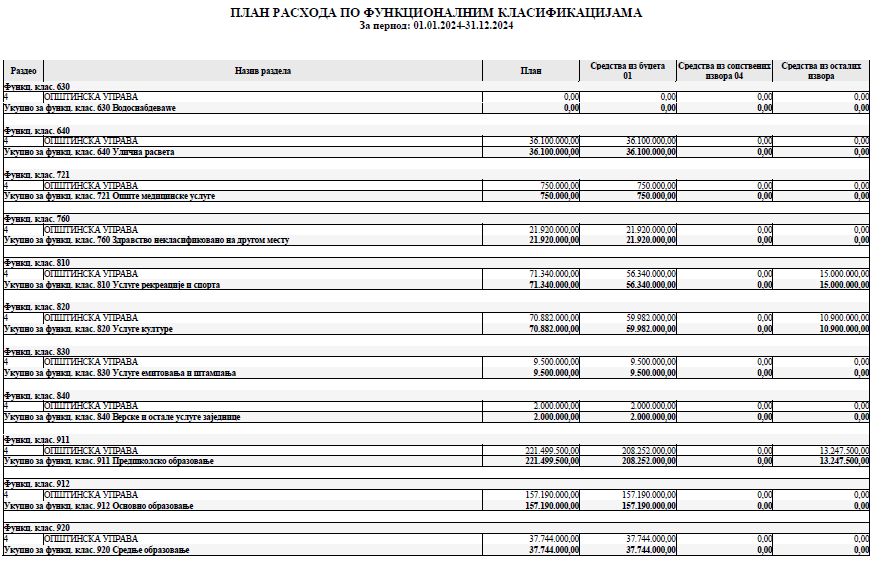 ПЛАН РАСХОДА ПО ФУНКЦИОНАЛНИМ КЛАСИФИКАЦИЈАМА
За период: 01.01.2024-31.12.2024
Раздео Назив раздела План Средства из буџета 01 Средства из сопствених извора 04 Средства из осталих извора
Функц. клас. 630
4 ОПШТИНСКА УПРАВА 0,00 0,00 0,00 0,00
Укупно за функц. клас. 630 Водоснабдевање 0,00 0,00 0,00 0,00
Функц. клас. 640
4 ОПШТИНСКА УПРАВА 36.100.000,00 36.100.000,00 0,00 0,00
Укупно за функц. клас. 640 Улична расвета 36.100.000,00 36.100.000,00 0,00 0,00
Функц. клас. 721
4 ОПШТИНСКА УПРАВА 750.000,00 750.000,00 0,00 0,00
Укупно за функц. клас. 721 Опште медицинске услуге 750.000,00 750.000,00 0,00 0,00
Функц. клас. 760
4 ОПШТИНСКА УПРАВА 21.920.000,00 21.920.000,00 0,00 0,00
Укупно за функц. клас. 760 Здравство некласификовано на другом месту 21.920.000,00 21.920.000,00 0,00 0,00
Функц. клас. 810
4 ОПШТИНСКА УПРАВА 71.340.000,00 56.340.000,00 0,00 15.000.000,00
Укупно за функц. клас. 810 Услуге рекреације и спорта 71.340.000,00 56.340.000,00 0,00 15.000.000,00
Функц. клас. 820
4 ОПШТИНСКА УПРАВА 70.882.000,00 59.982.000,00 0,00 10.900.000,00
Укупно за функц. клас. 820 Услуге културе 70.882.000,00 59.982.000,00 0,00 10.900.000,00
Функц. клас. 830
4 ОПШТИНСКА УПРАВА 9.500.000,00 9.500.000,00 0,00 0,00
Укупно за функц. клас. 830 Услуге емитовања и штампања 9.500.000,00 9.500.000,00 0,00 0,00
Функц. клас. 840
4 ОПШТИНСКА УПРАВА 2.000.000,00 2.000.000,00 0,00 0,00
Укупно за функц. клас. 840 Верске и остале услуге заједнице 2.000.000,00 2.000.000,00 0,00 0,00
Функц. клас. 911
4 ОПШТИНСКА УПРАВА 221.499.500,00 208.252.000,00 0,00 13.247.500,00
Укупно за функц. клас. 911 Предшколско образовање 221.499.500,00 208.252.000,00 0,00 13.247.500,00
Функц. клас. 912
4 ОПШТИНСКА УПРАВА 157.190.000,00 157.190.000,00 0,00 0,00
Укупно за функц. клас. 912 Основно образовање 157.190.000,00 157.190.000,00 0,00 0,00
Функц. клас. 920
4 ОПШТИНСКА УПРАВА 37.744.000,00 37.744.000,00 0,00 0,00
Укупно за функц. клас. 920 Средње образовање 37.744.000,00 37.744.000,00 0,00 0,00